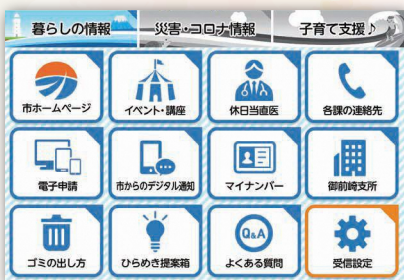 暮らしの情報 災害・コロナ情報 子育て支援♪
市ホームページ イベント・講座 休日当直医 各課の連絡先
電子申請 市からのデジタル通知 マイナンバー 御前崎支所
ゴミの出し方 ひらめき提案箱 Q&A よくある質問 受信設定